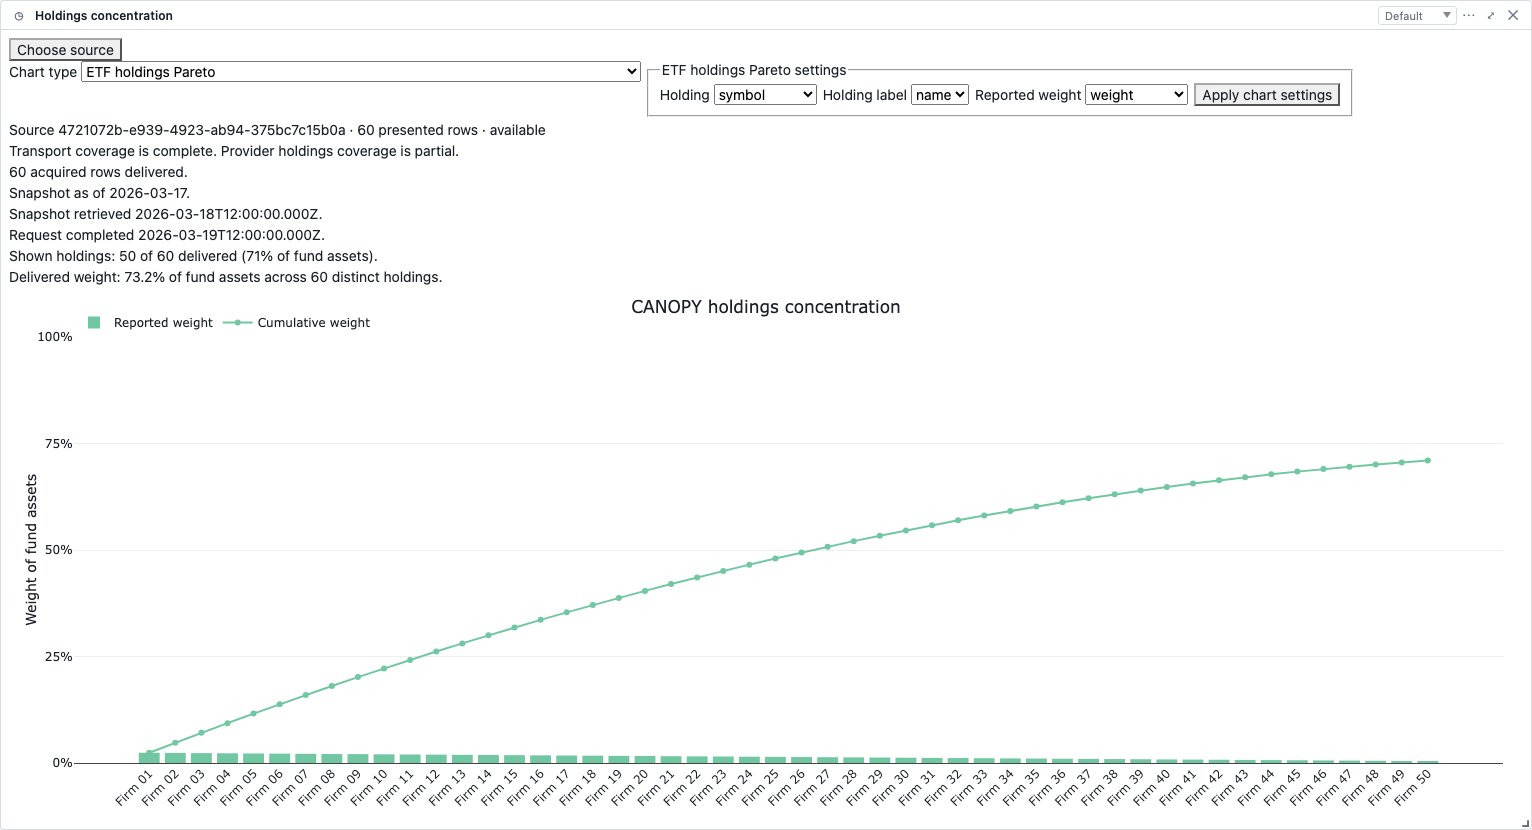 Holdings concentration
Default
Choose source
Chart type ETF holdings Pareto
ETF holdings Pareto settings
Holding symbol Holding label name Reported weight weight Apply chart settings
Source 4721072b-e939-4923-ab94-375bc7c15b0a · 60 presented rows · available
Transport coverage is complete. Provider holdings coverage is partial.
60 acquired rows delivered.
Snapshot as of 2026-03-17.
Snapshot retrieved 2026-03-18T12:00:00.000Z.
Request completed 2026-03-19T12:00:00.000Z.
Shown holdings: 50 of 60 delivered (71% of fund assets).
Delivered weight: 73.2% of fund assets across 60 distinct holdings.
CANOPY holdings concentration
Reported weight Cumulative weight
100%
75%
50%
25%
0%
Weight of fund assets
Firm 01
Firm 02
Firm 03
Firm 04
Firm 05
Firm 06
Firm 07
Firm 08
Firm 09
Firm 10
Firm 11
Firm 12
Firm 13
Firm 14
Firm 15
Firm 16
Firm 17
Firm 18
Firm 19
Firm 20
Firm 21
Firm 22
Firm 23
Firm 24
Firm 25
Firm 26
Firm 27
Firm 28
Firm 29
Firm 30
Firm 31
Firm 32
Firm 33
Firm 34
Firm 35
Firm 36
Firm 37
Firm 38
Firm 39
Firm 40
Firm 41
Firm 42
Firm 43
Firm 44
Firm 45
Firm 46
Firm 47
Firm 48
Firm 49
Firm 50